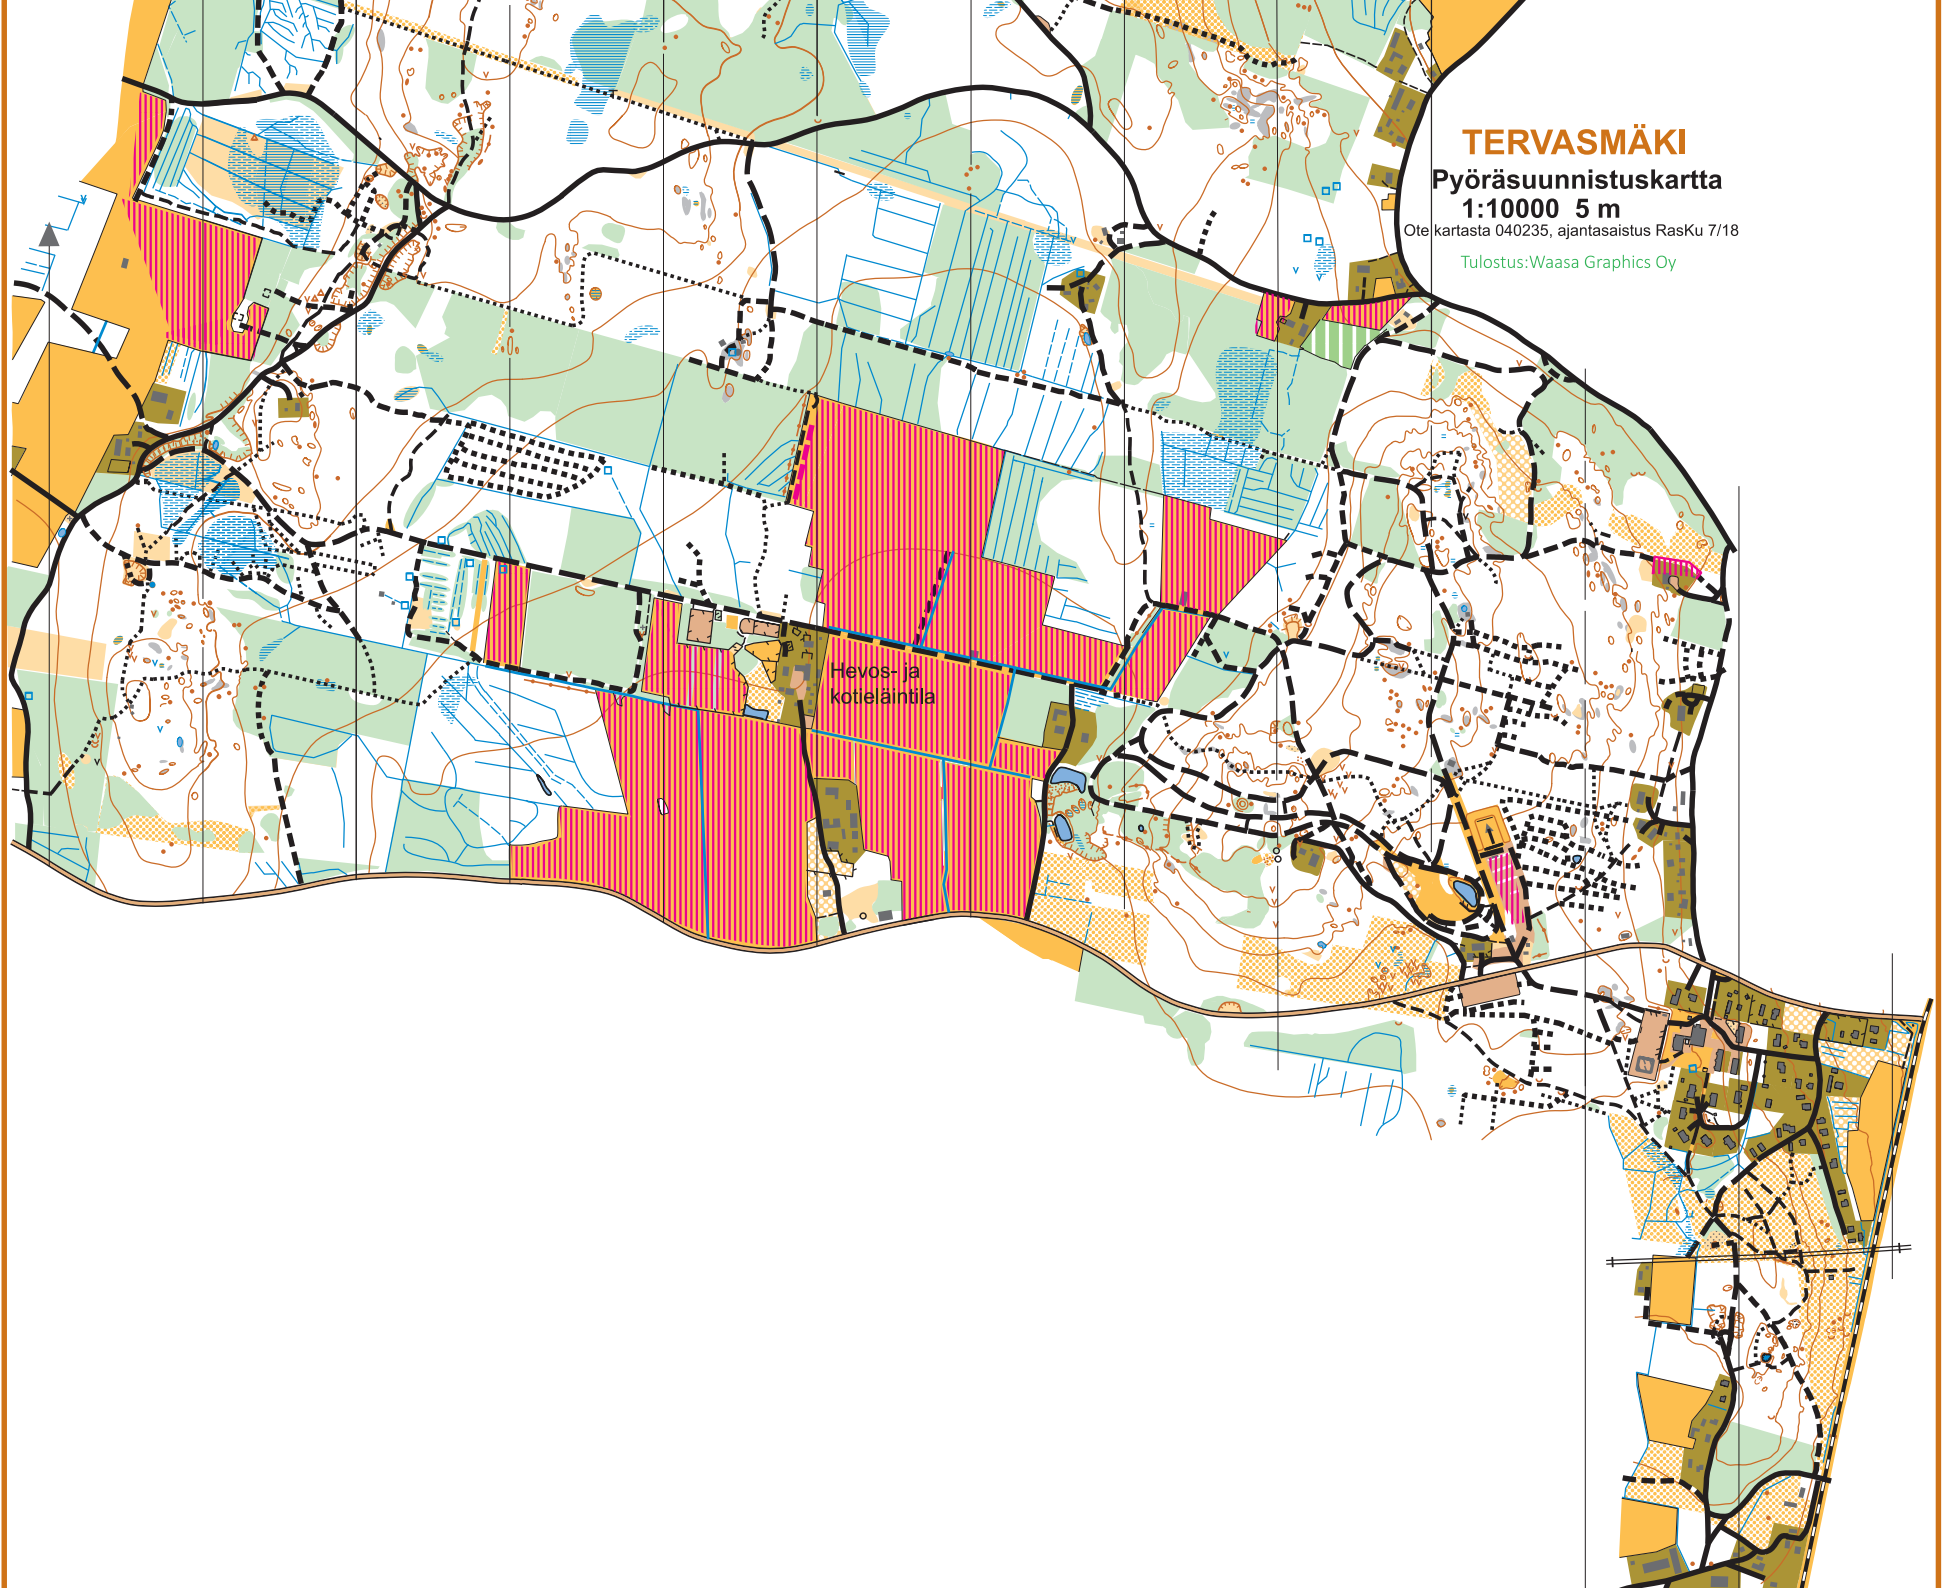 TERVASMÄKI
Pyöräsuunnistuskartta
1:10000 5 m
Ote kartasta 040235, ajantasaistus RasKu 7/18
Tulostus:Waasa Graphics Oy
Hevos- ja
kotieläintila